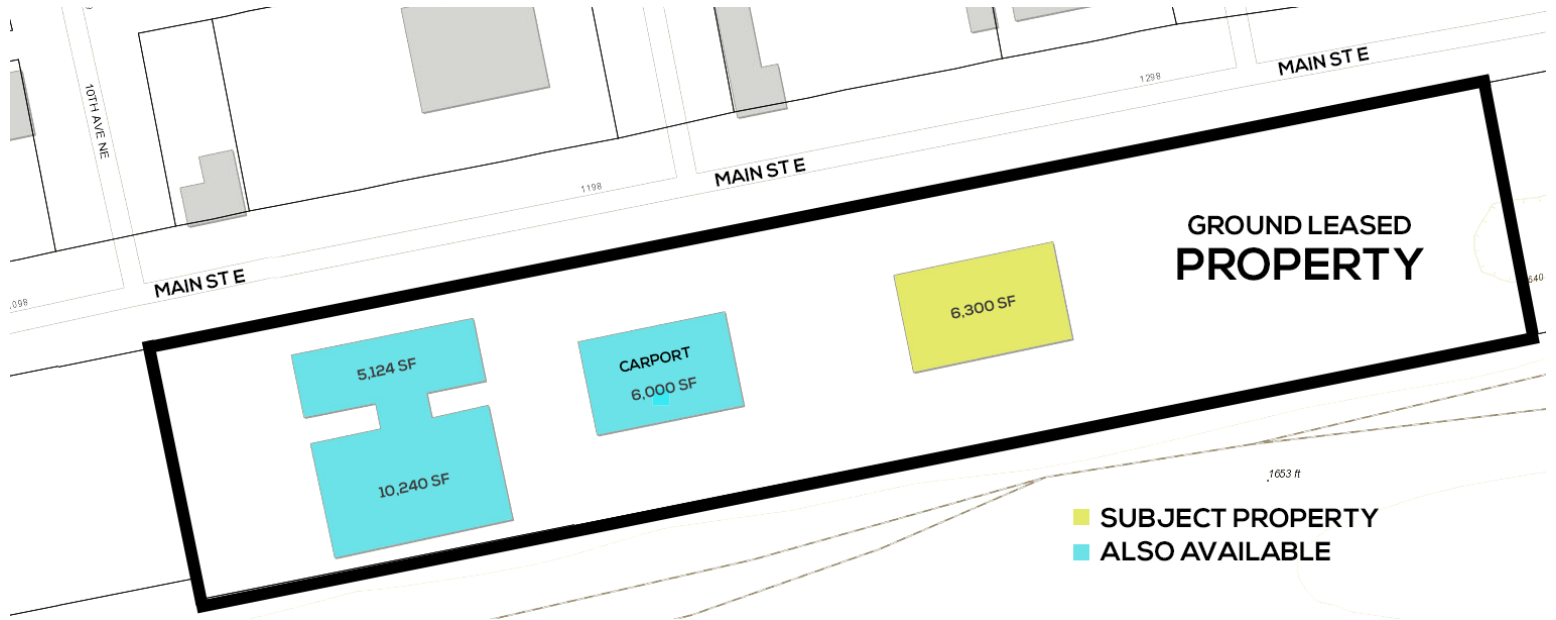 10TH AVE NE
MAIN ST E
1298
MAIN ST E
1198
GROUND LEASED
PROPERTY
MAIN ST E
6,300 SF
CARPORT
6,000 SF
5,124 SF
10,240 SF
1653 ft
SUBJECT PROPERTY
ALSO AVAILABLE